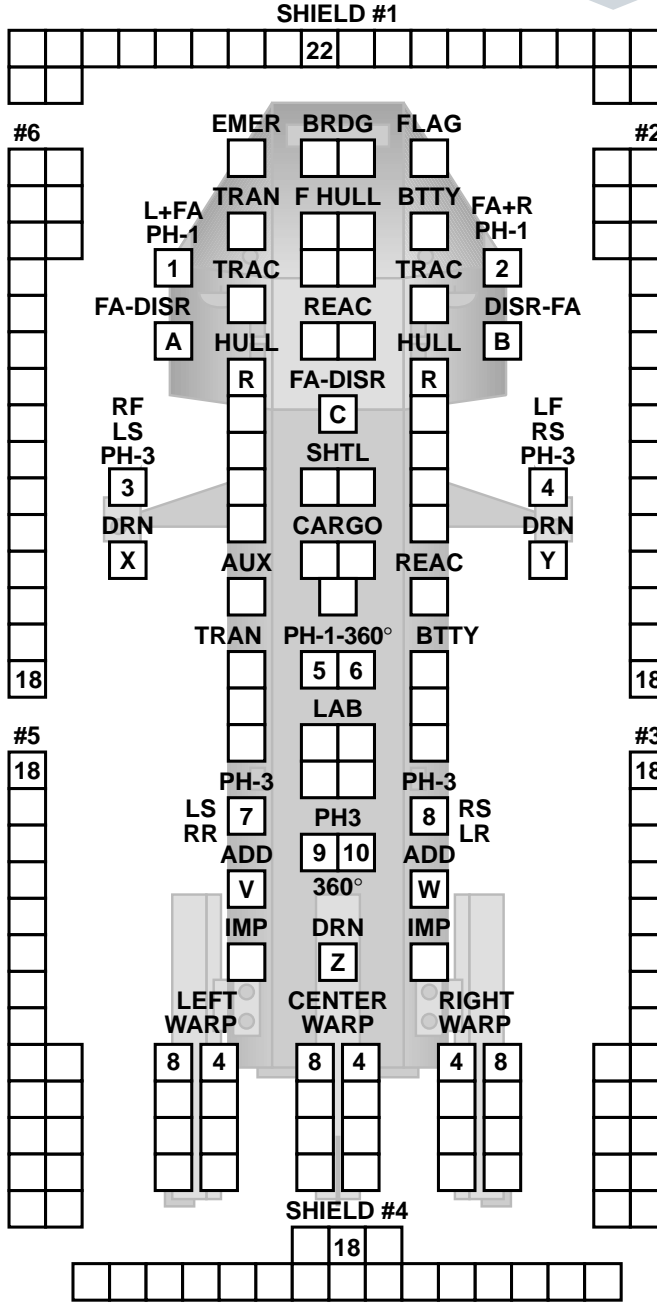 SHIELD #1
22
#6 #2
EMER BRDG FLAG
TRAN F HULL BTTY
L+FA PH-1 FA+R PH-1
1 2
TRAC TRAC
FA-DISR REAC DISR-FA
A B
HULL HULL
R FA-DISR R
C
RF LS PH-3 LF RS PH-3
SHTL
3 4
DRN CARGO DRN
X Y
AUX REAC
TRAN PH-1-360° BTTY
18 5 6 18
LAB
#5 #3
18 18
PH-3 PH-3
LS RR 7 8 RS LR
PH3
ADD 9 10 ADD
V 360° W
IMP DRN IMP
Z
LEFT WARP CENTER WARP RIGHT WARP
8 4 8 4 4 8
SHIELD #4
18